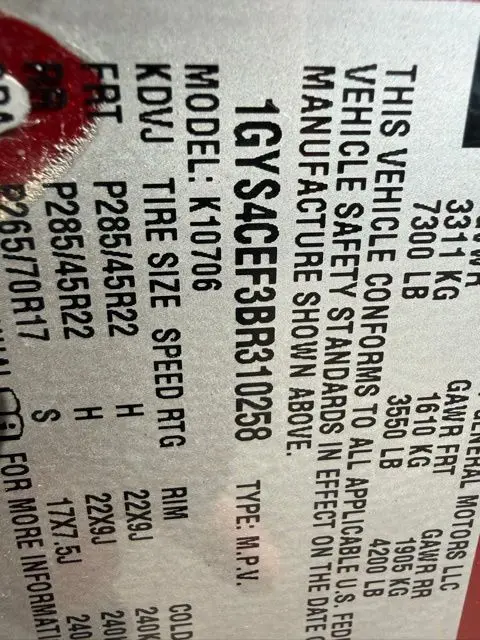 GENERAL MOTORS LLC
GAWR FRT GAWR RR
3311 KG 1610 KG 1905 KG
7300 LB 3550 LB 4200 LB
THIS VEHICLE CONFORMS TO ALL APPLICABLE U.S. FED
VEHICLE SAFETY STANDARDS IN EFFECT ON THE DATE
MANUFACTURE SHOWN ABOVE.
1GYS4CEF3BR310258 TYPE: M.P.V.
MODEL: K10706
KDVJ TIRE SIZE SPEED RTG RIM COLD
FRT P285/45R22 H 22X9J 240K
RR P285/45R22 H 22X9J 240
SPA P265/70R17 S 17X7.5J 240
FOR MORE INFORMATI